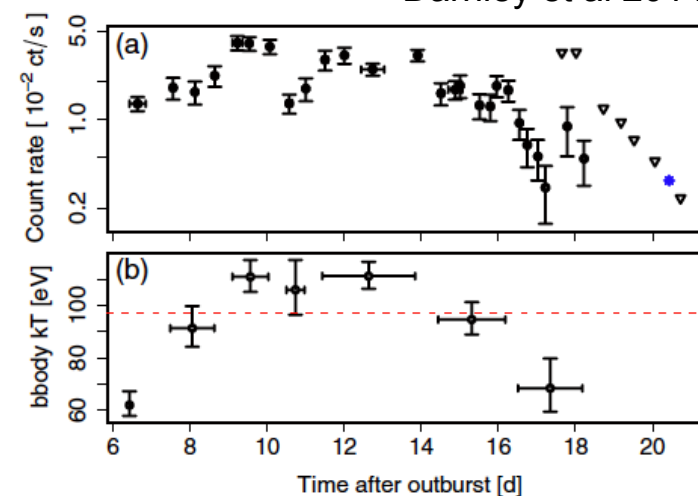 5.0
(a)
1.0
0.2
Count rate [ 10⁻² ct / s ]
(b)
100
80
60
bbody kT [eV]
6 8 10 12 14 16 18 20
Time after outburst [d]